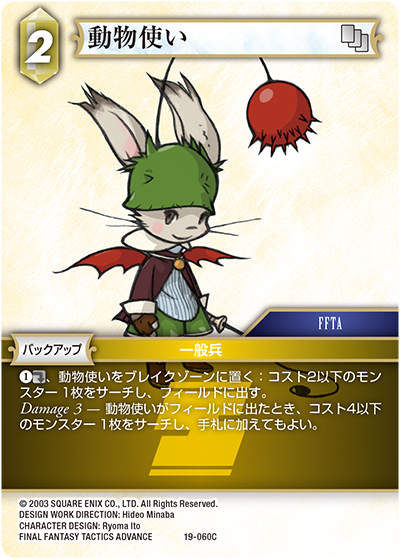 2
動物使い
FFTA
バックアップ
一般兵
❶、動物使いをブレイクゾーンに置く：コスト2以下のモン
スター 1枚をサーチし、フィールドに出す。
Damage 3 ― 動物使いがフィールドに出たとき、コスト4以下
のモンスター 1枚をサーチし、手札に加えてもよい。
© 2003 SQUARE ENIX CO., LTD. All Rights Reserved.
DESIGN WORK DIRECTION: Hideo Minaba
CHARACTER DESIGN: Ryoma Ito
FINAL FANTASY TACTICS ADVANCE 19-060C